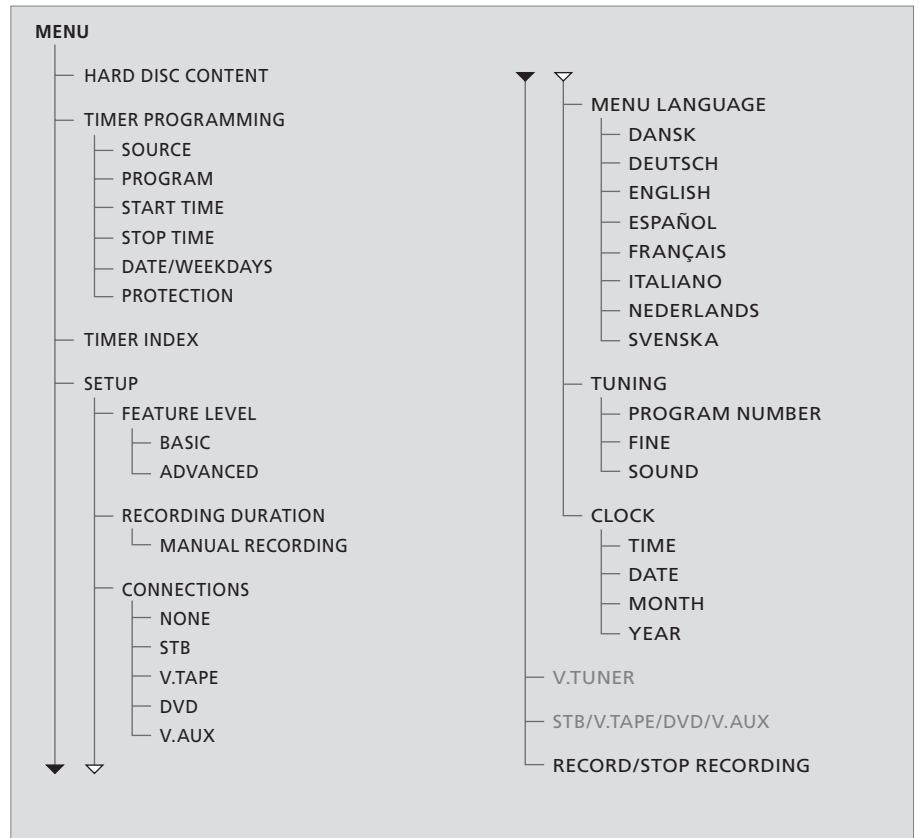 MENU
HARD DISC CONTENT
TIMER PROGRAMMING
SOURCE
PROGRAM
START TIME
STOP TIME
DATE/WEEKDAYS
PROTECTION
TIMER INDEX
SETUP
FEATURE LEVEL
BASIC
ADVANCED
RECORDING DURATION
MANUAL RECORDING
CONNECTIONS
NONE
STB
V.TAPE
DVD
V.AUX
MENU LANGUAGE
DANSK
DEUTSCH
ENGLISH
ESPAÑOL
FRANÇAIS
ITALIANO
NEDERLANDS
SVENSKA
TUNING
PROGRAM NUMBER
FINE
SOUND
CLOCK
TIME
DATE
MONTH
YEAR
V.TUNER
STB/V.TAPE/DVD/V.AUX
RECORD/STOP RECORDING